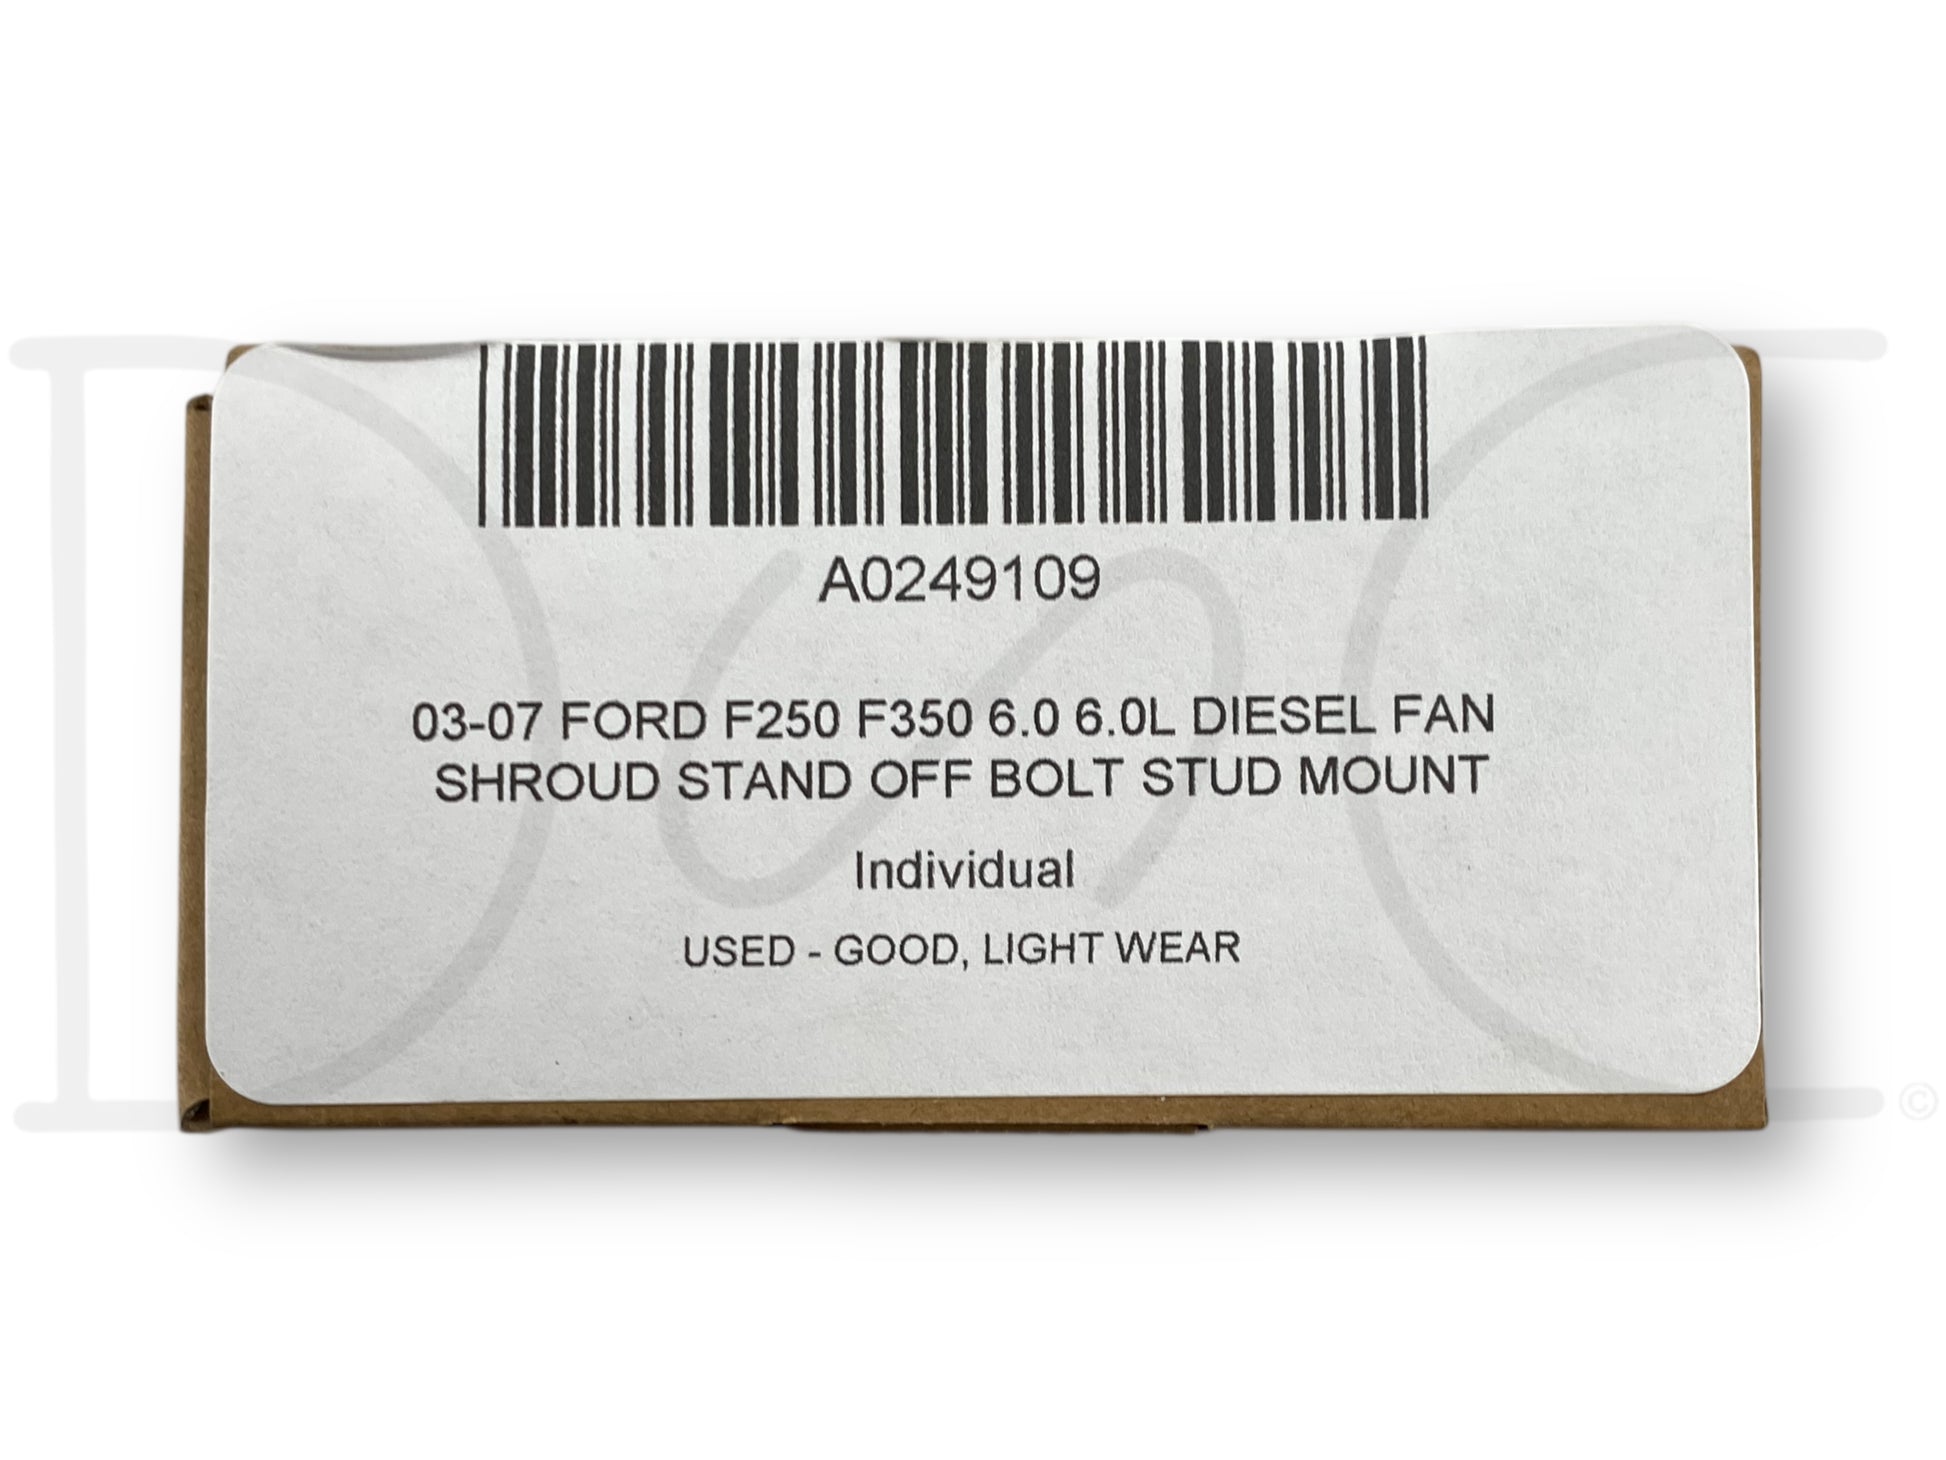 A0249109
03-07 FORD F250 F350 6.0 6.0L DIESEL FAN
SHROUD STAND OFF BOLT STUD MOUNT
Individual
USED - GOOD, LIGHT WEAR
©